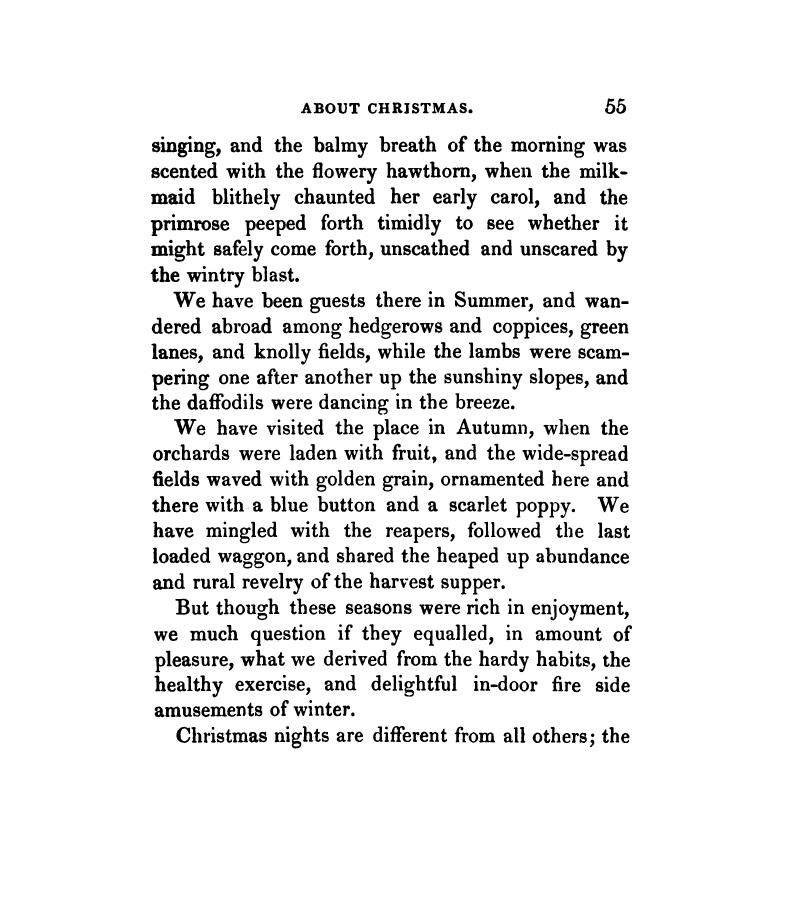 ABOUT CHRISTMAS. 55
singing, and the balmy breath of the morning was
scented with the flowery hawthorn, when the milk-
maid blithely chaunted her early carol, and the
primrose peeped forth timidly to see whether it
might safely come forth, unscathed and unscared by
the wintry blast.
We have been guests there in Summer, and wan-
dered abroad among hedgerows and coppices, green
lanes, and knolly fields, while the lambs were scam-
pering one after another up the sunshiny slopes, and
the daffodils were dancing in the breeze.
We have visited the place in Autumn, when the
orchards were laden with fruit, and the wide-spread
fields waved with golden grain, ornamented here and
there with a blue button and a scarlet poppy. We
have mingled with the reapers, followed the last
loaded waggon, and shared the heaped up abundance
and rural revelry of the harvest supper.
But though these seasons were rich in enjoyment,
we much question if they equalled, in amount of
pleasure, what we derived from the hardy habits, the
healthy exercise, and delightful in-door fire side
amusements of winter.
Christmas nights are different from all others; the